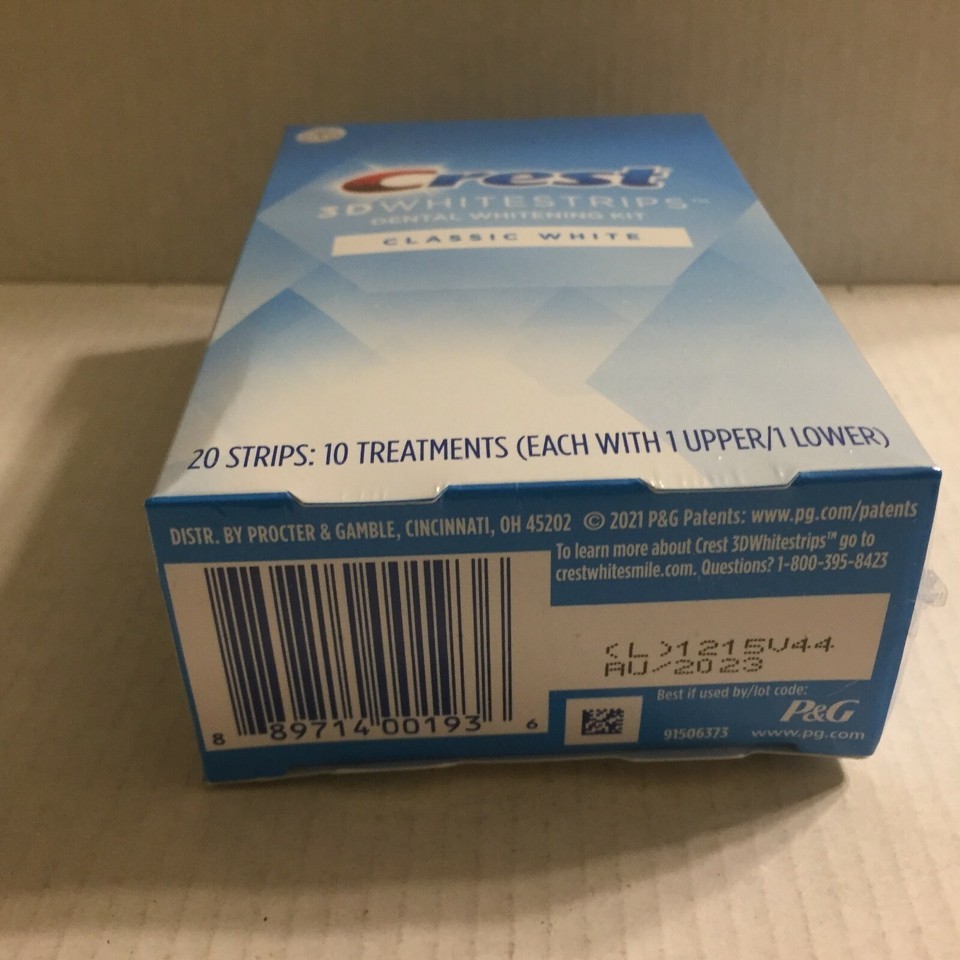 Crest
3DWHITESTRIPS™
DENTAL WHITENING KIT
CLASSIC WHITE
20 STRIPS: 10 TREATMENTS (EACH WITH 1 UPPER/1 LOWER)
DISTR. BY PROCTER & GAMBLE, CINCINNATI, OH 45202 © 2021 P&G Patents: www.pg.com/patents
To learn more about Crest 3DWhitestrips™ go to
crestwhitesmile.com. Questions? 1-800-395-8423
(L)1215V44
AU/2023
Best if used by/lot code:
P&G
91506373 www.pg.com
8 89714 00193 6